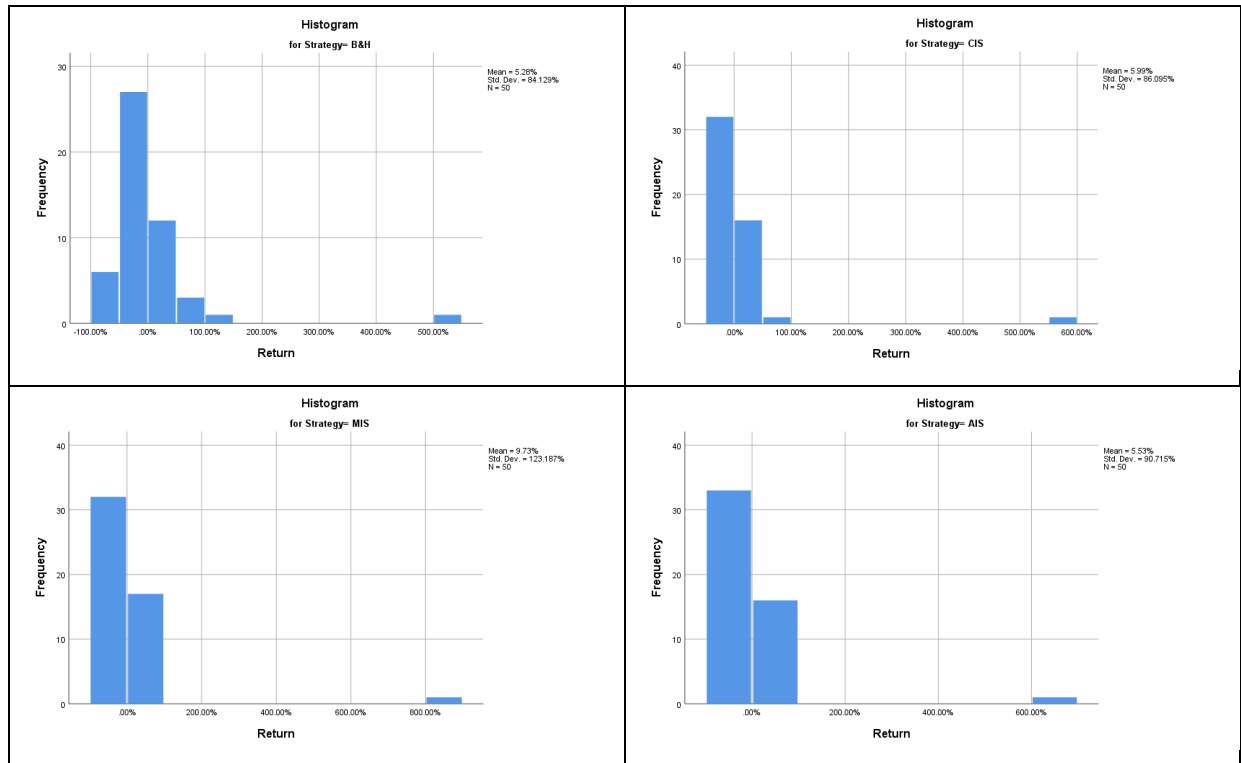 Histogram
for Strategy= B&H
Mean = 5.28%
Std. Dev. = 84.129%
N = 50
30
20
10
0
Frequency
-100.00% .00% 100.00% 200.00% 300.00% 400.00% 500.00%
Return
Histogram
for Strategy= CIS
Mean = 5.99%
Std. Dev. = 86.095%
N = 50
40
30
20
10
0
Frequency
.00% 100.00% 200.00% 300.00% 400.00% 500.00% 600.00%
Return
Histogram
for Strategy= MIS
Mean = 9.73%
Std. Dev. = 123.187%
N = 50
40
30
20
10
0
Frequency
.00% 200.00% 400.00% 600.00% 800.00%
Return
Histogram
for Strategy= AIS
Mean = 5.53%
Std. Dev. = 90.715%
N = 50
40
30
20
10
0
Frequency
.00% 200.00% 400.00% 600.00%
Return